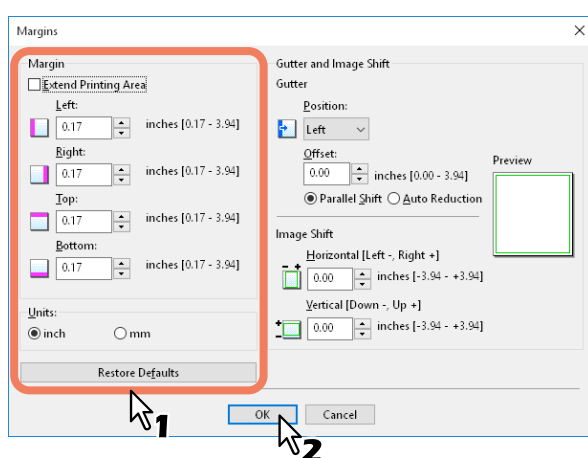 Margins
Margin
Extend Printing Area
Left:
0.17 inches [0.17 - 3.94]
Right:
0.17 inches [0.17 - 3.94]
Top:
0.17 inches [0.17 - 3.94]
Bottom:
0.17 inches [0.17 - 3.94]
Units:
inch mm
Restore Defaults
1
Gutter and Image Shift
Gutter
Position:
Left
Offset:
0.00 inches [0.00 - 3.94]
Parallel Shift Auto Reduction
Preview
Image Shift
Horizontal [Left -, Right +]
- +
0.00 inches [-3.94 - +3.94]
Vertical [Down -, Up +]
+
-
0.00 inches [-3.94 - +3.94]
OK Cancel
2